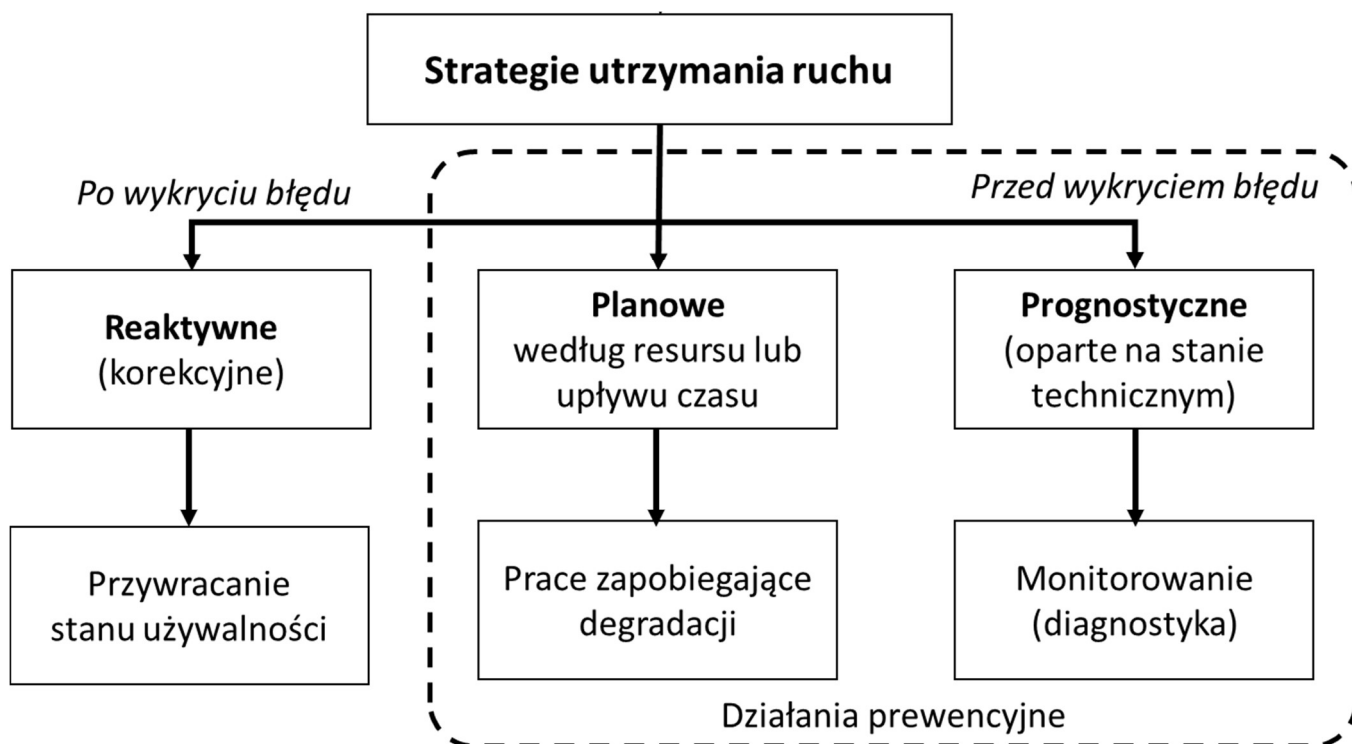 Strategie utrzymania ruchu
Po wykryciu błędu
Przed wykryciem błędu
Reaktywne
(korekcyjne)
Planowe
według resursu lub
upływu czasu
Prognostyczne
(oparte na stanie
technicznym)
Przywracanie
stanu używalności
Prace zapobiegające
degradacji
Monitorowanie
(diagnostyka)
Działania prewencyjne